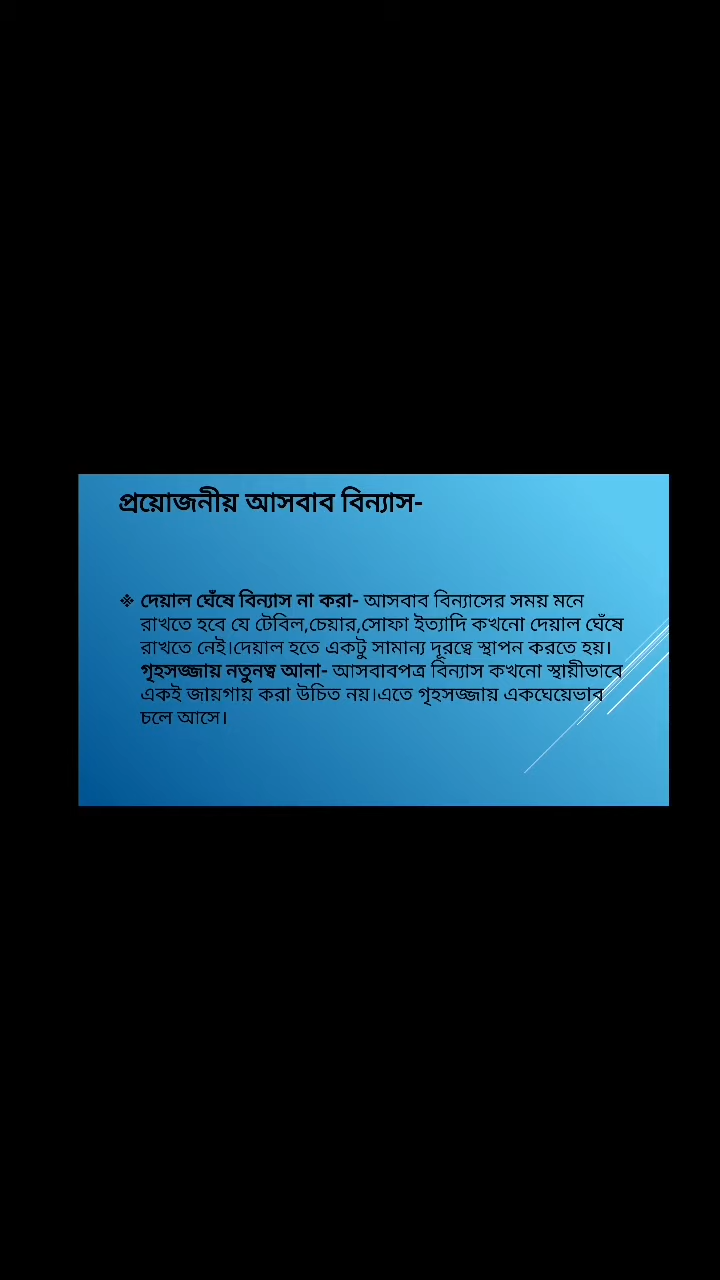 প্রয়োজনীয় আসবাব বিন্যাস-
❖ দেয়াল ঘেঁষে বিন্যাস না করা- আসবাব বিন্যাসের সময় মনে
রাখতে হবে যে টেবিল,চেয়ার,সোফা ইত্যাদি কখনো দেয়াল ঘেঁষে
রাখতে নেই।দেয়াল হতে একটু সামান্য দূরত্বে স্থাপন করতে হয়।
গৃহসজ্জায় নতুনত্ব আনা- আসবাবপত্র বিন্যাস কখনো স্থায়ীভাবে
একই জায়গায় করা উচিত নয়।এতে গৃহসজ্জায় একঘেয়েভাব
চলে আসে।